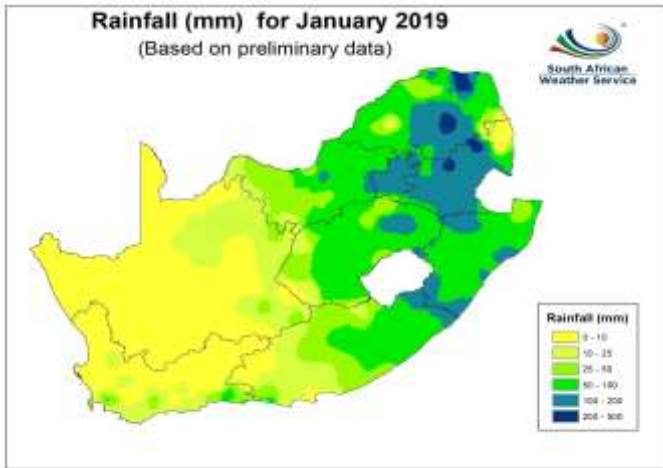 Rainfall (mm) for January 2019
(Based on preliminary data)
South African
Weather Service
Rainfall (mm)
0 - 10
10 - 25
25 - 50
50 - 100
100 - 200
200 - 500